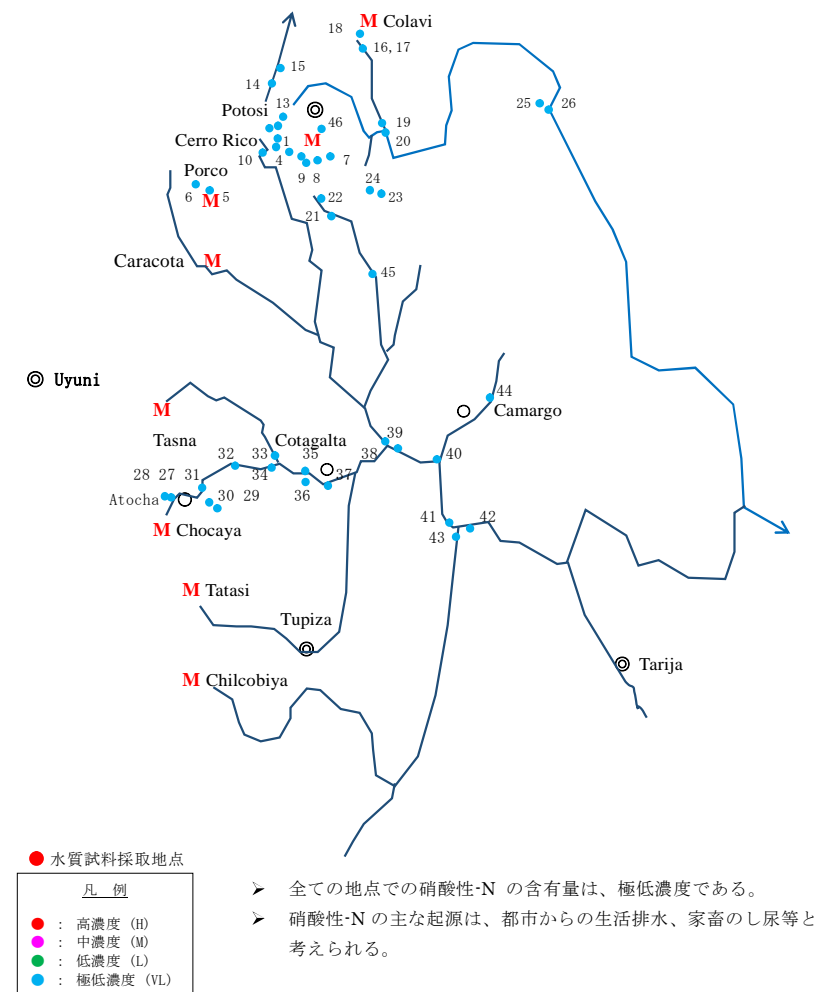 18 M Colavi
16,17
15
14
13
Potosi
46
19
25 26
Cerro Rico 1 M
20
10 4 7
9 8
Porco
24
6 5 22 23
M
21
Caracota M
45
Uyuni
44
M Camargo
Tasna Cotagalta 39
32 33 35 38 40
28 27 31 34 37
Atocha 30 29 36
41 42
M Chocaya 43
M Tatasi
Tupiza
Tarija
M Chilcobiya
水質試料採取地点
凡 例
： 高濃度 (H)
： 中濃度 (M)
： 低濃度 (L)
： 極低濃度 (VL)
➢ 全ての地点での硝酸性-N の含有量は、極低濃度である。
➢ 硝酸性-N の主な起源は、都市からの生活排水、家畜のし尿等と
考えられる。